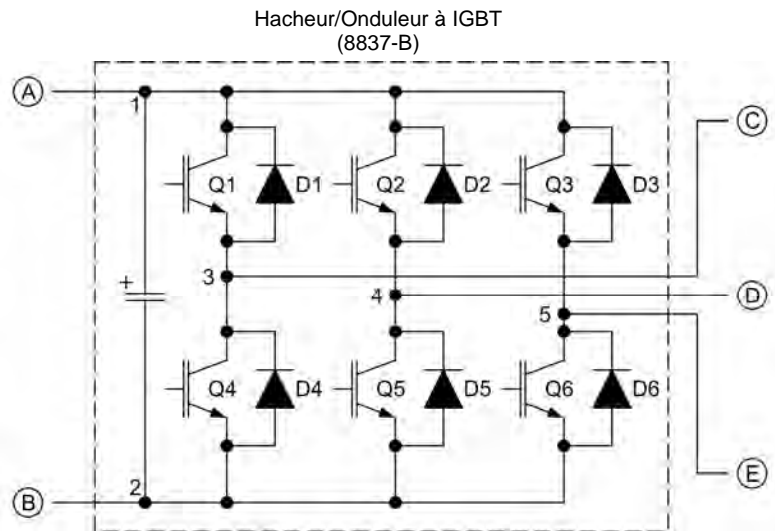 Hacheur/Onduleur à IGBT
(8837-B)
A
1
C
Q1 D1 Q2 D2 Q3 D3
3
+
4
D
5
Q4 D4 Q5 D5 Q6 D6
E
2
B